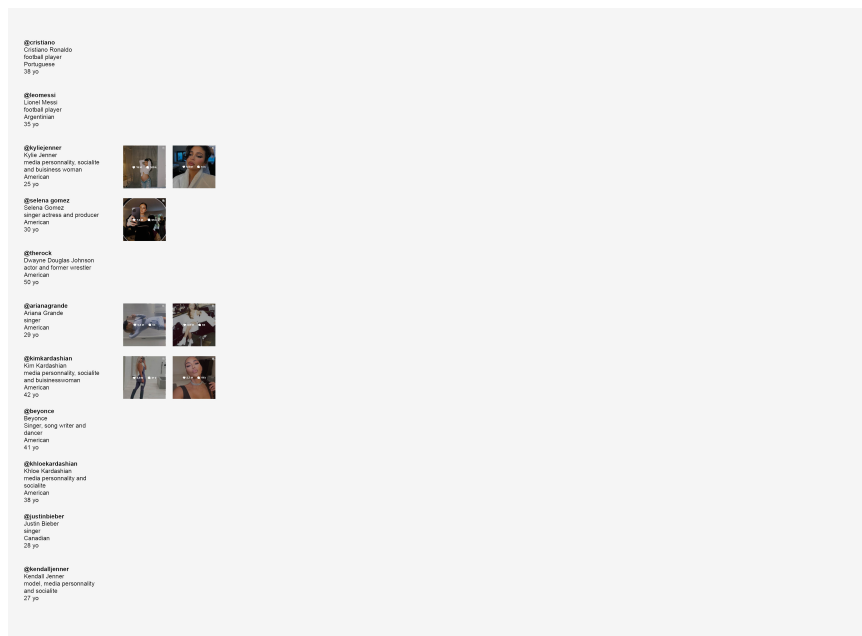 @cristiano
Cristiano Ronaldo
football player
Portuguese
38 yo
@leomessi
Lionel Messi
football player
Argentinian
35 yo
@kyliejenner
Kylie Jenner
media personnality, socialite
and buisiness woman
American
25 yo
@selena gomez
Selena Gomez
singer actress and producer
American
30 yo
@therock
Dwayne Douglas Johnson
actor and former wrestler
American
50 yo
@arianagrande
Ariana Grande
singer
American
29 yo
@kimkardashian
Kim Kardashian
media personnality, socialite
and buisinesswoman
American
42 yo
@beyonce
Beyonce
Singer, song writer and
dancer
American
41 yo
@khloekardashian
Khloe Kardashian
media personnality and
socialite
American
38 yo
@justinbieber
Justin Bieber
singer
Canadian
28 yo
@kendalljenner
Kendall Jenner
model, media personnality
and socialite
27 yo